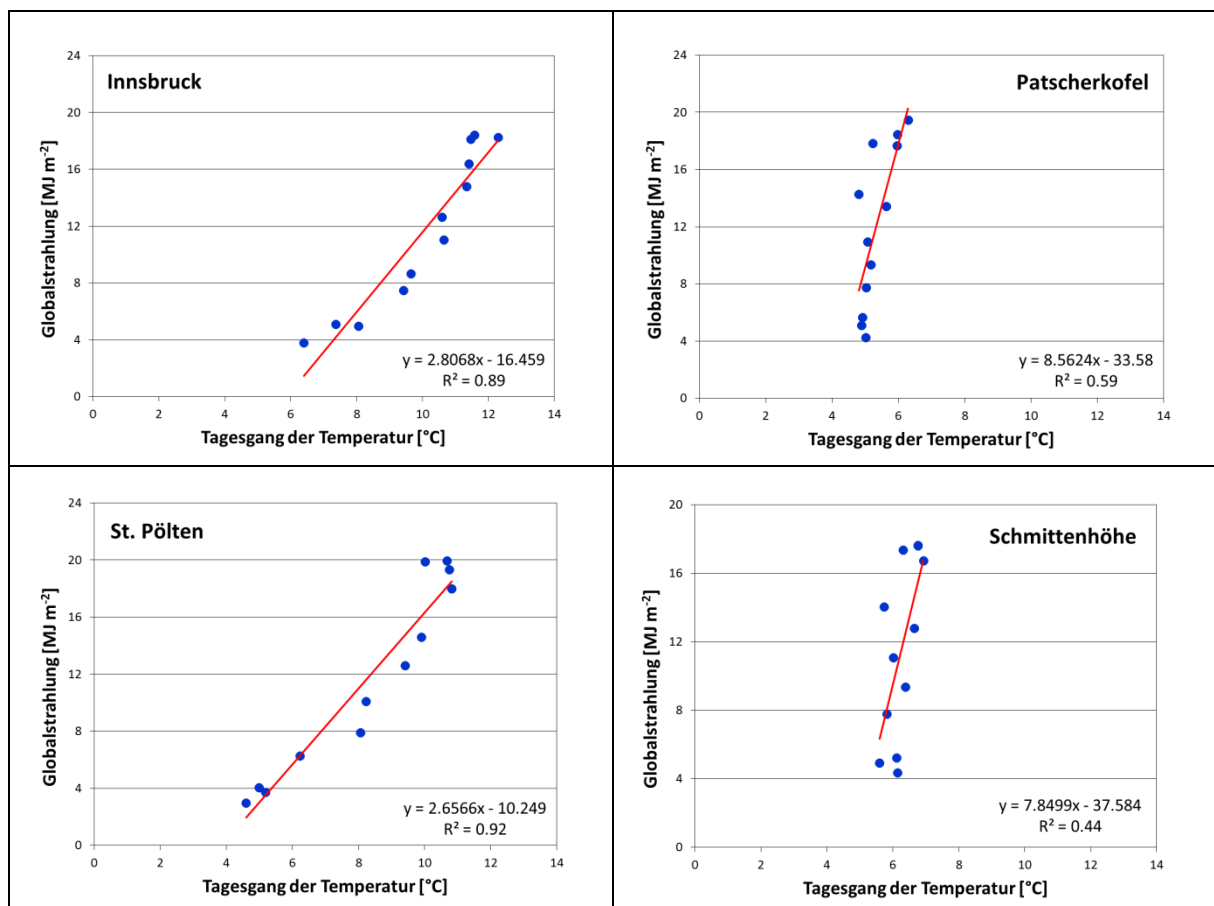 Innsbruck
Globalstrahlung [MJ m⁻²]
24
20
16
12
8
4
0
y = 2.8068x - 16.459
R² = 0.89
0 2 4 6 8 10 12 14
Tagesgang der Temperatur [°C]
Patscherkofel
Globalstrahlung [MJ m⁻²]
24
20
16
12
8
4
0
y = 8.5624x - 33.58
R² = 0.59
0 2 4 6 8 10 12 14
Tagesgang der Temperatur [°C]
St. Pölten
Globalstrahlung [MJ m⁻²]
24
20
16
12
8
4
0
y = 2.6566x - 10.249
R² = 0.92
0 2 4 6 8 10 12 14
Tagesgang der Temperatur [°C]
Schmittenhöhe
Globalstrahlung [MJ m⁻²]
20
16
12
8
4
0
y = 7.8499x - 37.584
R² = 0.44
0 2 4 6 8 10 12 14
Tagesgang der Temperatur [°C]